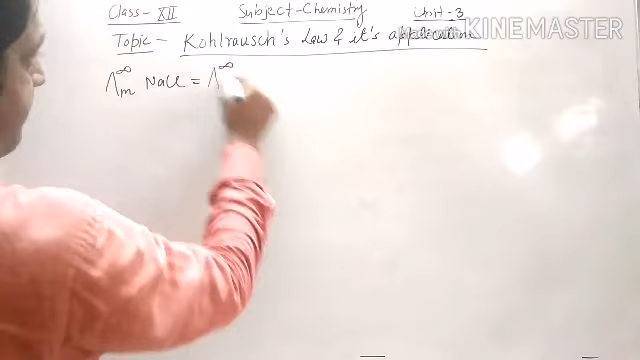 Class - XII Subject - Chemistry Unit - 3
Topic - Kohlrausch's Law & it's application
Λ∞m NaCl = Λ∞
KINEMASTER